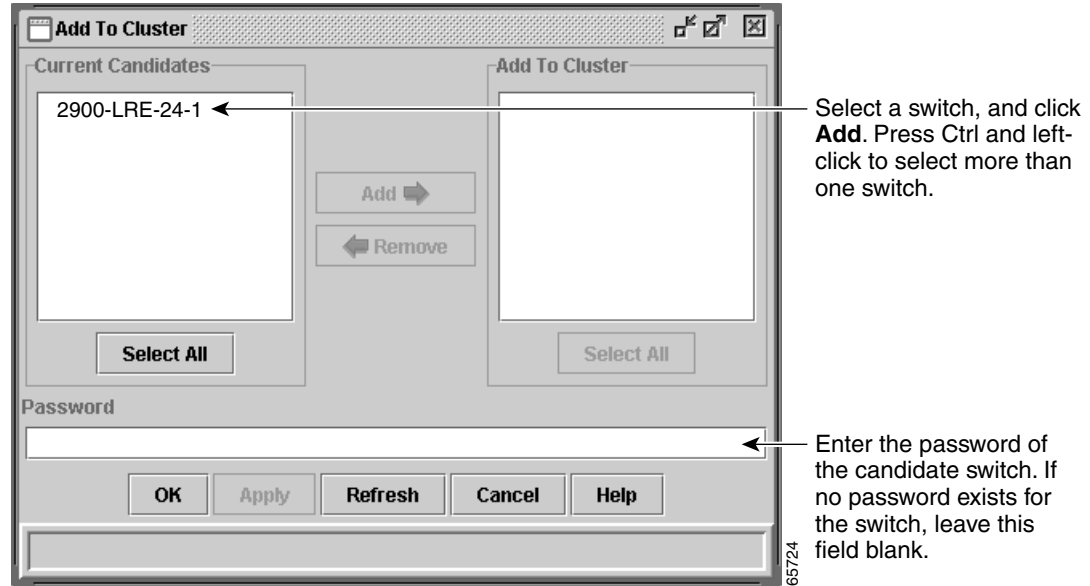 Add To Cluster
Current Candidates
Add To Cluster
2900-LRE-24-1
Add
Remove
Select All
Select All
Password
OK
Apply
Refresh
Cancel
Help
Select a switch, and click
Add. Press Ctrl and left-
click to select more than
one switch.
Enter the password of
the candidate switch. If
no password exists for
the switch, leave this
field blank.
65724